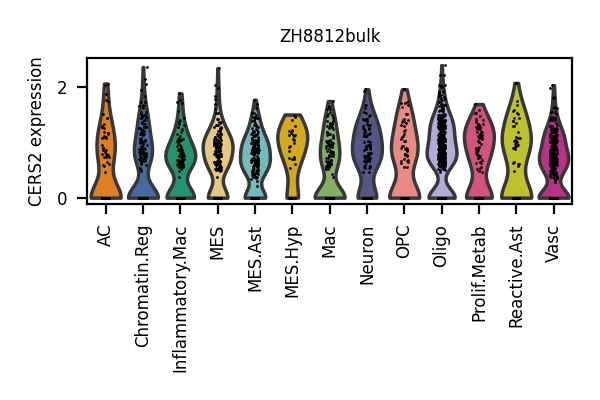 ZH8812bulk
CERS2 expression
2
0
AC
Chromatin.Reg
Inflammatory.Mac
MES
MES.Ast
MES.Hyp
Mac
Neuron
OPC
Oligo
Prolif.Metab
Reactive.Ast
Vasc